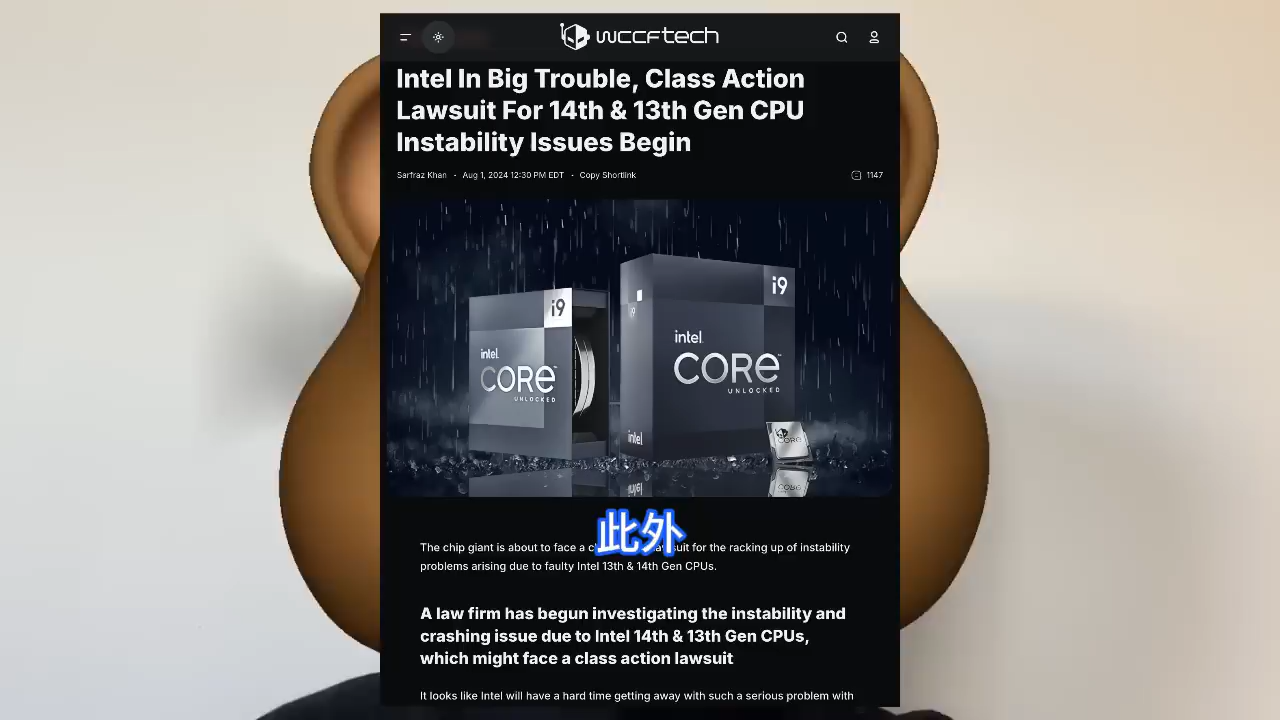 wccftech
Intel In Big Trouble, Class Action
Lawsuit For 14th & 13th Gen CPU
Instability Issues Begin
Sarfraz Khan • Aug 1, 2024 12:30 PM EDT • Copy Shortlink
1147
i9
intel
CORE
UNLOCKED
i9
i9
intel
CORE
UNLOCKED
intel
CORE
此外
The chip giant is about to face a suit for the racking up of instability
problems arising due to faulty Intel 13th & 14th Gen CPUs.
A law firm has begun investigating the instability and
crashing issue due to Intel 14th & 13th Gen CPUs,
which might face a class action lawsuit
It looks like Intel will have a hard time getting away with such a serious problem with